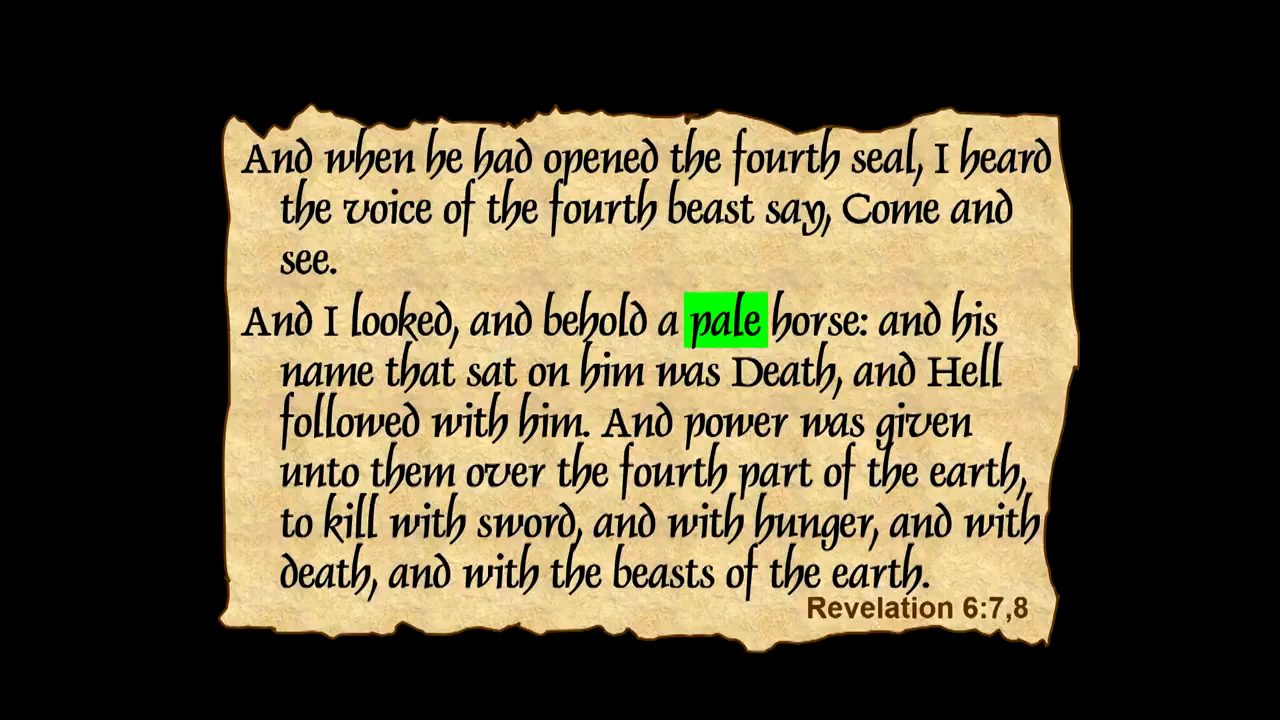 And when he had opened the fourth seal, I heard
the voice of the fourth beast say, Come and
see.
And I looked, and behold a pale horse: and his
name that sat on him was Death, and Hell
followed with him. And power was given
unto them over the fourth part of the earth,
to kill with sword, and with hunger, and with
death, and with the beasts of the earth.
Revelation 6:7,8